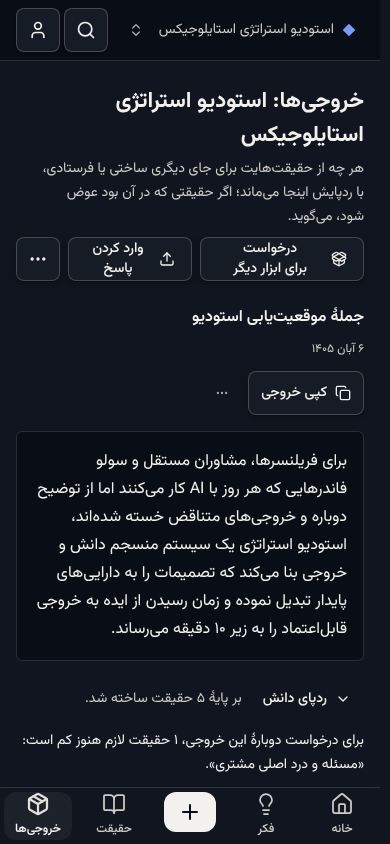 استودیو استراتژی استایلوجیکس
خروجی‌ها: استودیو استراتژی
استایلوجیکس
هر چه از حقیقت‌هایت برای جای دیگری ساختی یا فرستادی،
با ردپایش اینجا می‌ماند؛ اگر حقیقتی که در آن بود عوض
شود، می‌گوید.
درخواست
برای ابزار دیگر
وارد کردن
پاسخ
جملهٔ موقعیت‌یابی استودیو
۶ آبان ۱۴۰۵
کپی خروجی
برای فریلنسرها، مشاوران مستقل و سولو
فاندرهایی که هر روز با AI کار می‌کنند اما از توضیح
دوباره و خروجی‌های متناقض خسته شده‌اند،
استودیو استراتژی یک سیستم منسجم دانش و
خروجی بنا می‌کند که تصمیمات را به دارایی‌های
پایدار تبدیل نموده و زمان رسیدن از ایده به خروجی
قابل‌اعتماد را به زیر ۱۰ دقیقه می‌رساند.
ردپای دانش
بر پایهٔ ۵ حقیقت ساخته شد.
برای درخواست دوبارهٔ این خروجی، ۱ حقیقت لازم هنوز کم است:
«مسئله و درد اصلی مشتری».
خانه
فکر
حقیقت
خروجی‌ها